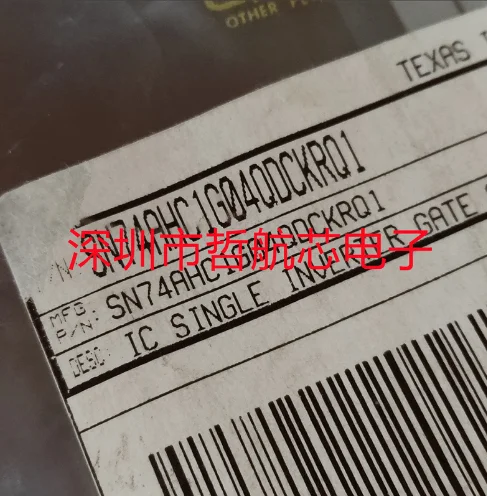 OTHER
TEXAS
P/N
SN74AHC1G04QDCKRQ1
MFG P/N: SN74AHC1G04QDCKRQ1
DESC: IC SINGLE INVERTER GATE
深圳市哲航芯电子